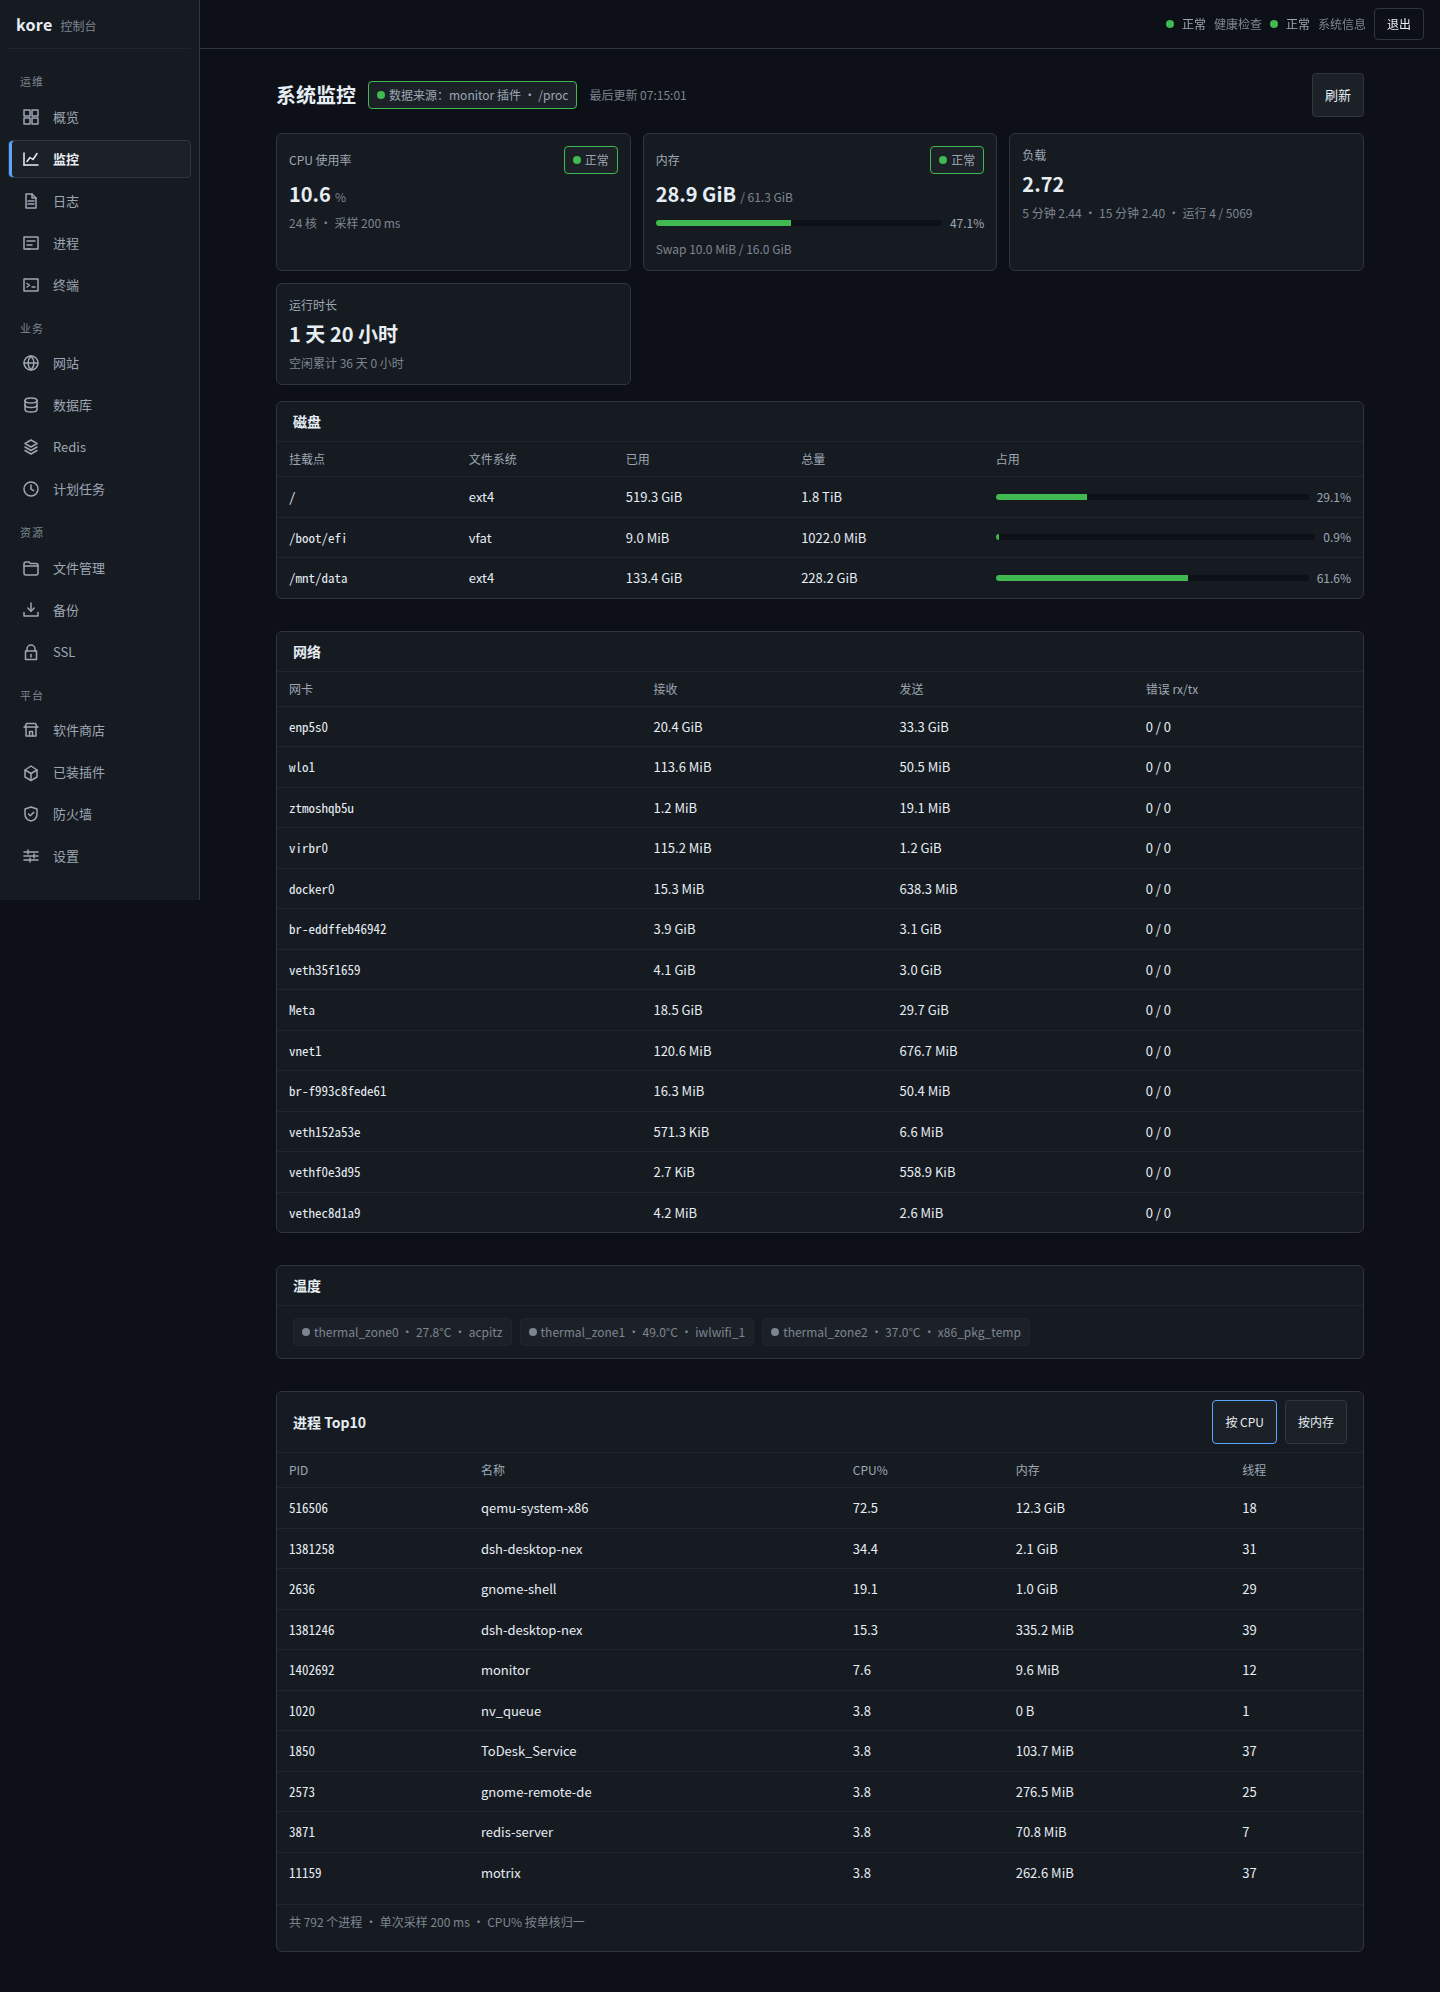 kore 控制台
正常 健康检查 正常 系统信息 退出
运维
概览
监控
日志
进程
终端
业务
网站
数据库
Redis
计划任务
资源
文件管理
备份
SSL
平台
软件商店
已装插件
防火墙
设置
系统监控 数据来源：monitor 插件 · /proc 最后更新 07:15:01 刷新
CPU 使用率 正常
10.6 %
24 核 · 采样 200 ms
内存 正常
28.9 GiB / 61.3 GiB
47.1%
Swap 10.0 MiB / 16.0 GiB
负载
2.72
5 分钟 2.44 · 15 分钟 2.40 · 运行 4 / 5069
运行时长
1 天 20 小时
空闲累计 36 天 0 小时
磁盘
挂载点 文件系统 已用 总量 占用
/ ext4 519.3 GiB 1.8 TiB 29.1%
/boot/efi vfat 9.0 MiB 1022.0 MiB 0.9%
/mnt/data ext4 133.4 GiB 228.2 GiB 61.6%
网络
网卡 接收 发送 错误 rx/tx
enp5s0 20.4 GiB 33.3 GiB 0 / 0
wlo1 113.6 MiB 50.5 MiB 0 / 0
ztmoshqb5u 1.2 MiB 19.1 MiB 0 / 0
virbr0 115.2 MiB 1.2 GiB 0 / 0
docker0 15.3 MiB 638.3 MiB 0 / 0
br-eddffeb46942 3.9 GiB 3.1 GiB 0 / 0
veth35f1659 4.1 GiB 3.0 GiB 0 / 0
Meta 18.5 GiB 29.7 GiB 0 / 0
vnet1 120.6 MiB 676.7 MiB 0 / 0
br-f993c8fede61 16.3 MiB 50.4 MiB 0 / 0
veth152a53e 571.3 KiB 6.6 MiB 0 / 0
vethf0e3d95 2.7 KiB 558.9 KiB 0 / 0
vethec8d1a9 4.2 MiB 2.6 MiB 0 / 0
温度
thermal_zone0 · 27.8°C · acpitz thermal_zone1 · 49.0°C · iwlwifi_1 thermal_zone2 · 37.0°C · x86_pkg_temp
进程 Top10 按 CPU 按内存
PID 名称 CPU% 内存 线程
516506 qemu-system-x86 72.5 12.3 GiB 18
1381258 dsh-desktop-nex 34.4 2.1 GiB 31
2636 gnome-shell 19.1 1.0 GiB 29
1381246 dsh-desktop-nex 15.3 335.2 MiB 39
1402692 monitor 7.6 9.6 MiB 12
1020 nv_queue 3.8 0 B 1
1850 ToDesk_Service 3.8 103.7 MiB 37
2573 gnome-remote-de 3.8 276.5 MiB 25
3871 redis-server 3.8 70.8 MiB 7
11159 motrix 3.8 262.6 MiB 37
共 792 个进程 · 单次采样 200 ms · CPU% 按单核归一